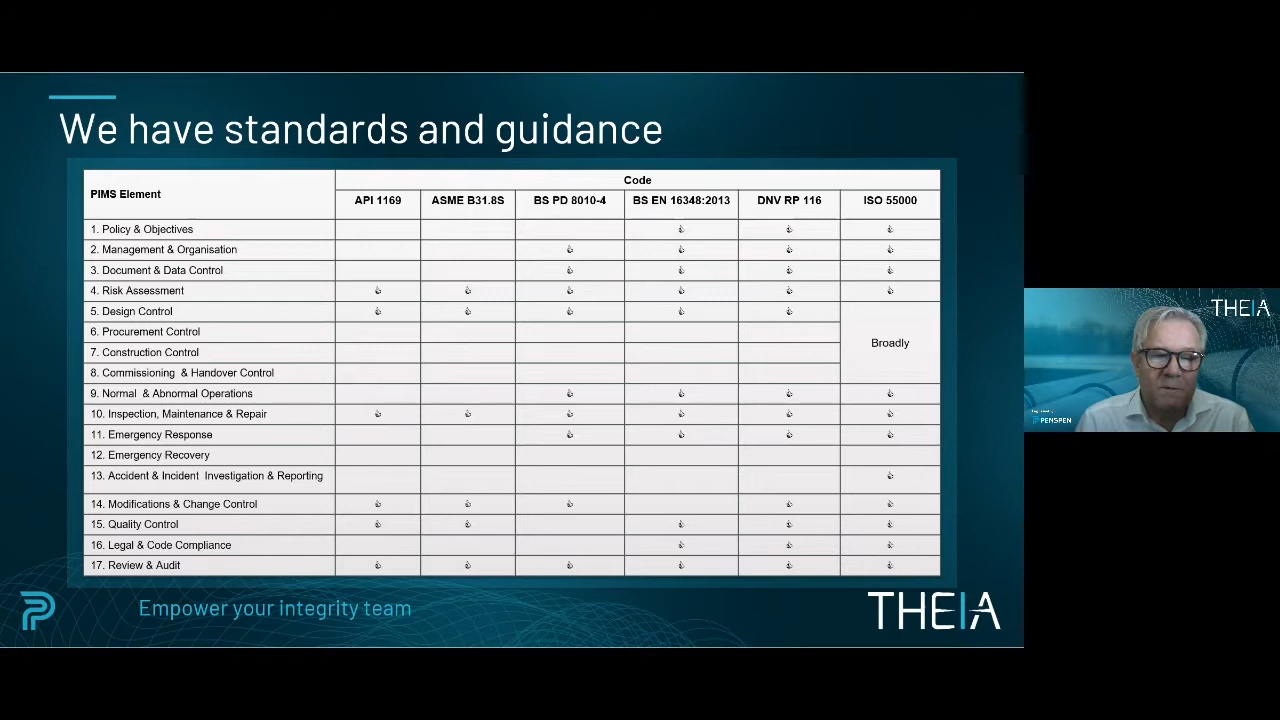 We have standards and guidance
PIMS Element
Code
API 1169 ASME B31.8S BS PD 8010-4 BS EN 16348:2013 DNV RP 116 ISO 55000
1. Policy & Objectives
2. Management & Organisation
3. Document & Data Control
4. Risk Assessment
5. Design Control
6. Procurement Control
Broadly
7. Construction Control
8. Commissioning & Handover Control
9. Normal & Abnormal Operations
10. Inspection, Maintenance & Repair
11. Emergency Response
12. Emergency Recovery
13. Accident & Incident Investigation & Reporting
14. Modifications & Change Control
15. Quality Control
16. Legal & Code Compliance
17. Review & Audit
Empower your integrity team
THEIA
THEIA
PENSPEN